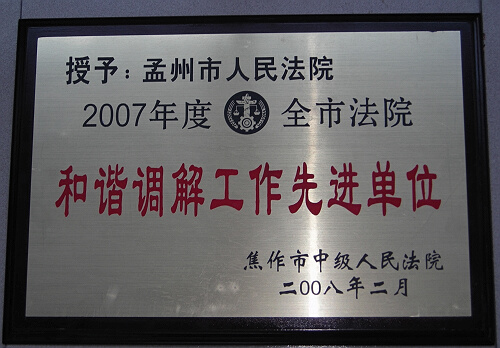 授予：孟州市人民法院
2007年度 全市法院
和谐调解工作先进单位
焦作市中级人民法院
二00八年二月